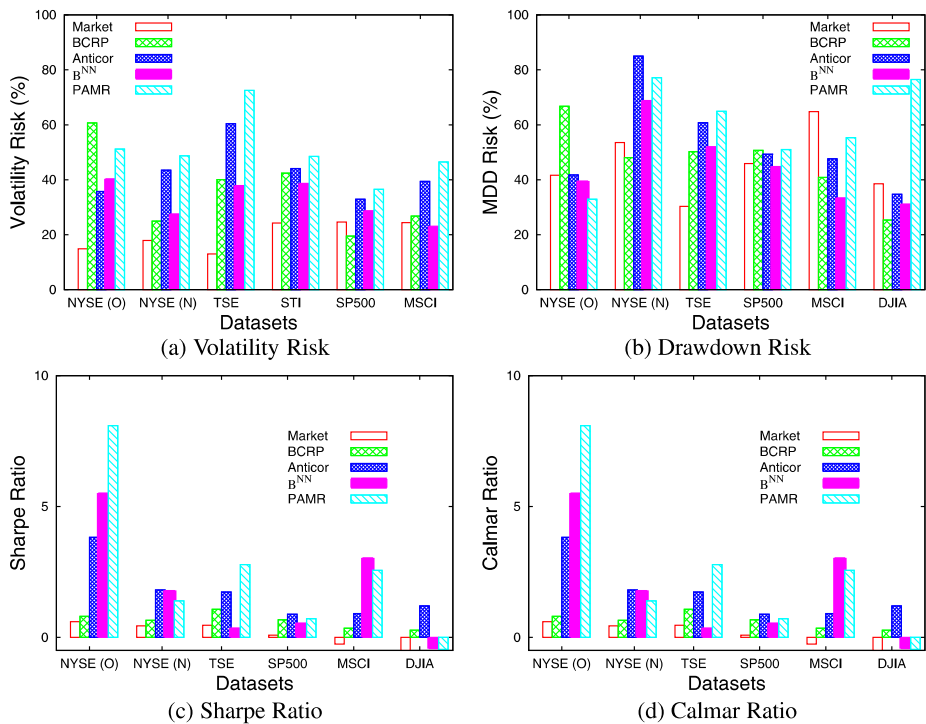 Market
BCRP
Anticor
B^NN
PAMR
100
80
60
40
20
0
Volatility Risk (%)
NYSE (O) NYSE (N) TSE STI SP500 MSCI
Datasets
(a) Volatility Risk
Market
BCRP
Anticor
B^NN
PAMR
100
80
60
40
20
0
MDD Risk (%)
NYSE (O) NYSE (N) TSE SP500 MSCI DJIA
Datasets
(b) Drawdown Risk
Market
BCRP
Anticor
B^NN
PAMR
10
5
0
Sharpe Ratio
NYSE (O) NYSE (N) TSE SP500 MSCI DJIA
Datasets
(c) Sharpe Ratio
Market
BCRP
Anticor
B^NN
PAMR
10
5
0
Calmar Ratio
NYSE (O) NYSE (N) TSE SP500 MSCI DJIA
Datasets
(d) Calmar Ratio